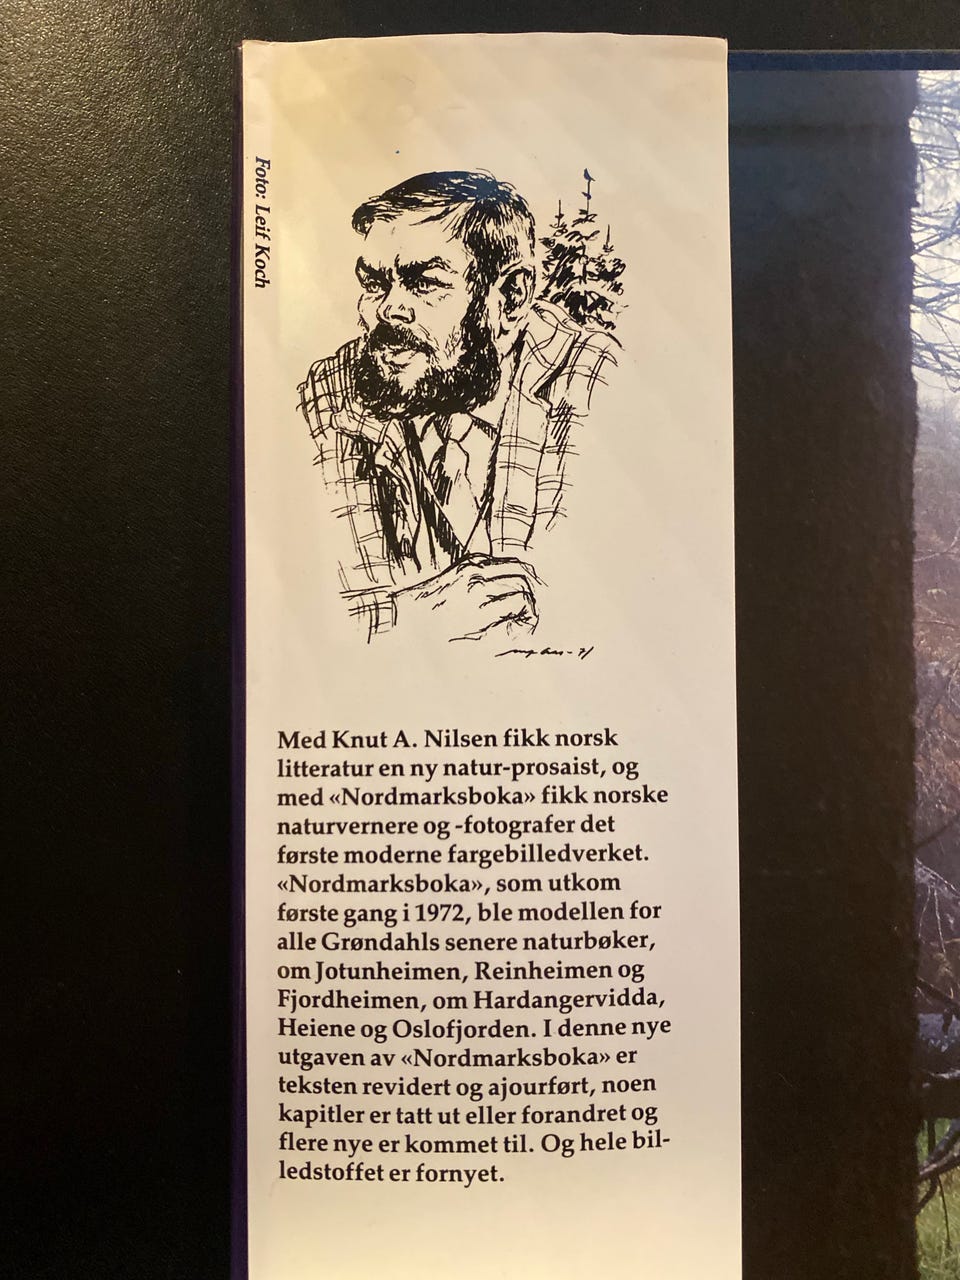 Foto: Leif Koch
Med Knut A. Nilsen fikk norsk
litteratur en ny natur-prosaist, og
med «Nordmarksboka» fikk norske
naturvernere og -fotografer det
første moderne fargebilledverket.
«Nordmarksboka», som utkom
første gang i 1972, ble modellen for
alle Grøndahls senere naturbøker,
om Jotunheimen, Reinheimen og
Fjordheimen, om Hardangervidda,
Heiene og Oslofjorden. I denne nye
utgaven av «Nordmarksboka» er
teksten revidert og ajourført, noen
kapitler er tatt ut eller forandret og
flere nye er kommet til. Og hele bil-
ledstoffet er fornyet.